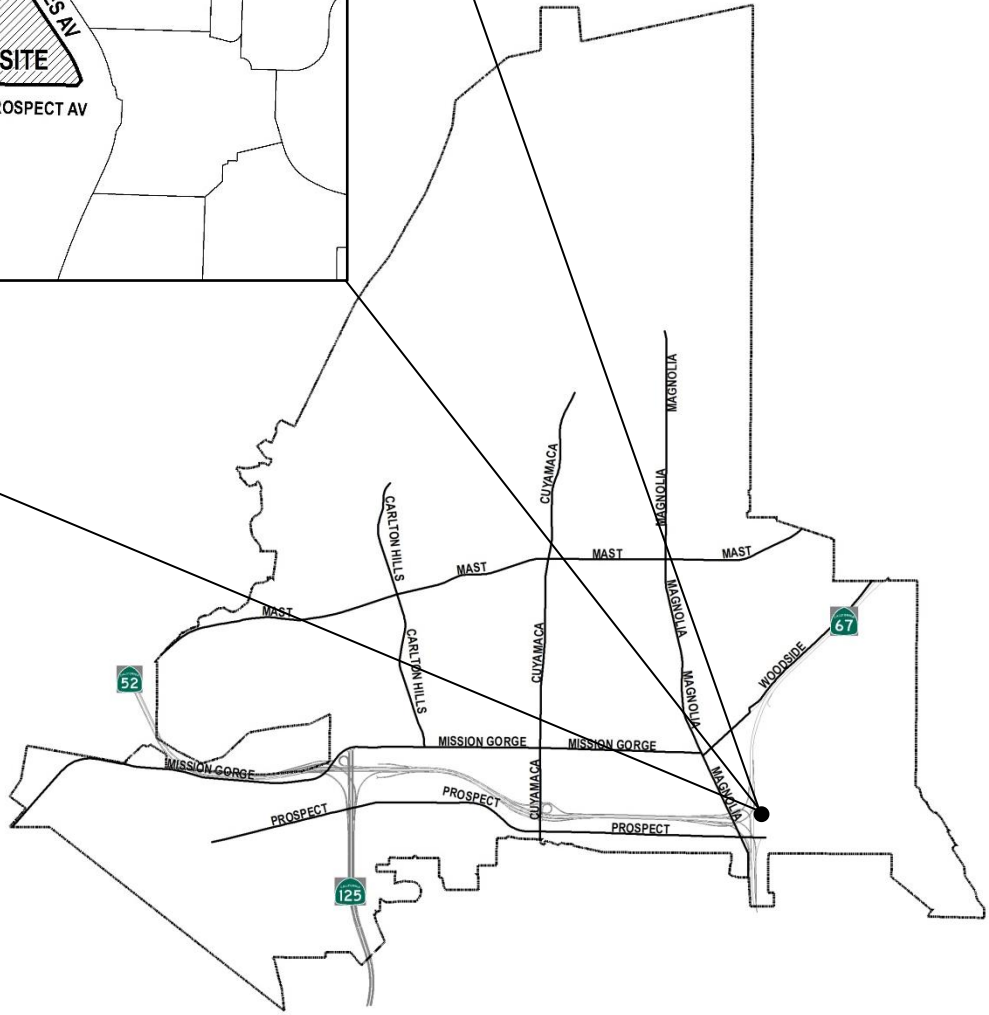 SITE
MAGNOLIA
CUYAMACA
MAGNOLIA
CARLTON HILLS
MAST
MAST
MAST
MAST
MAGNOLIA
67
CUYAMACA
CARLTON HILLS
WOODSIDE
52
MAGNOLIA
MISSION GORGE
MISSION GORGE
MISSION GORGE
CUYAMACA
MAGNOLIA
PROSPECT
PROSPECT
PROSPECT
125
AV
AV